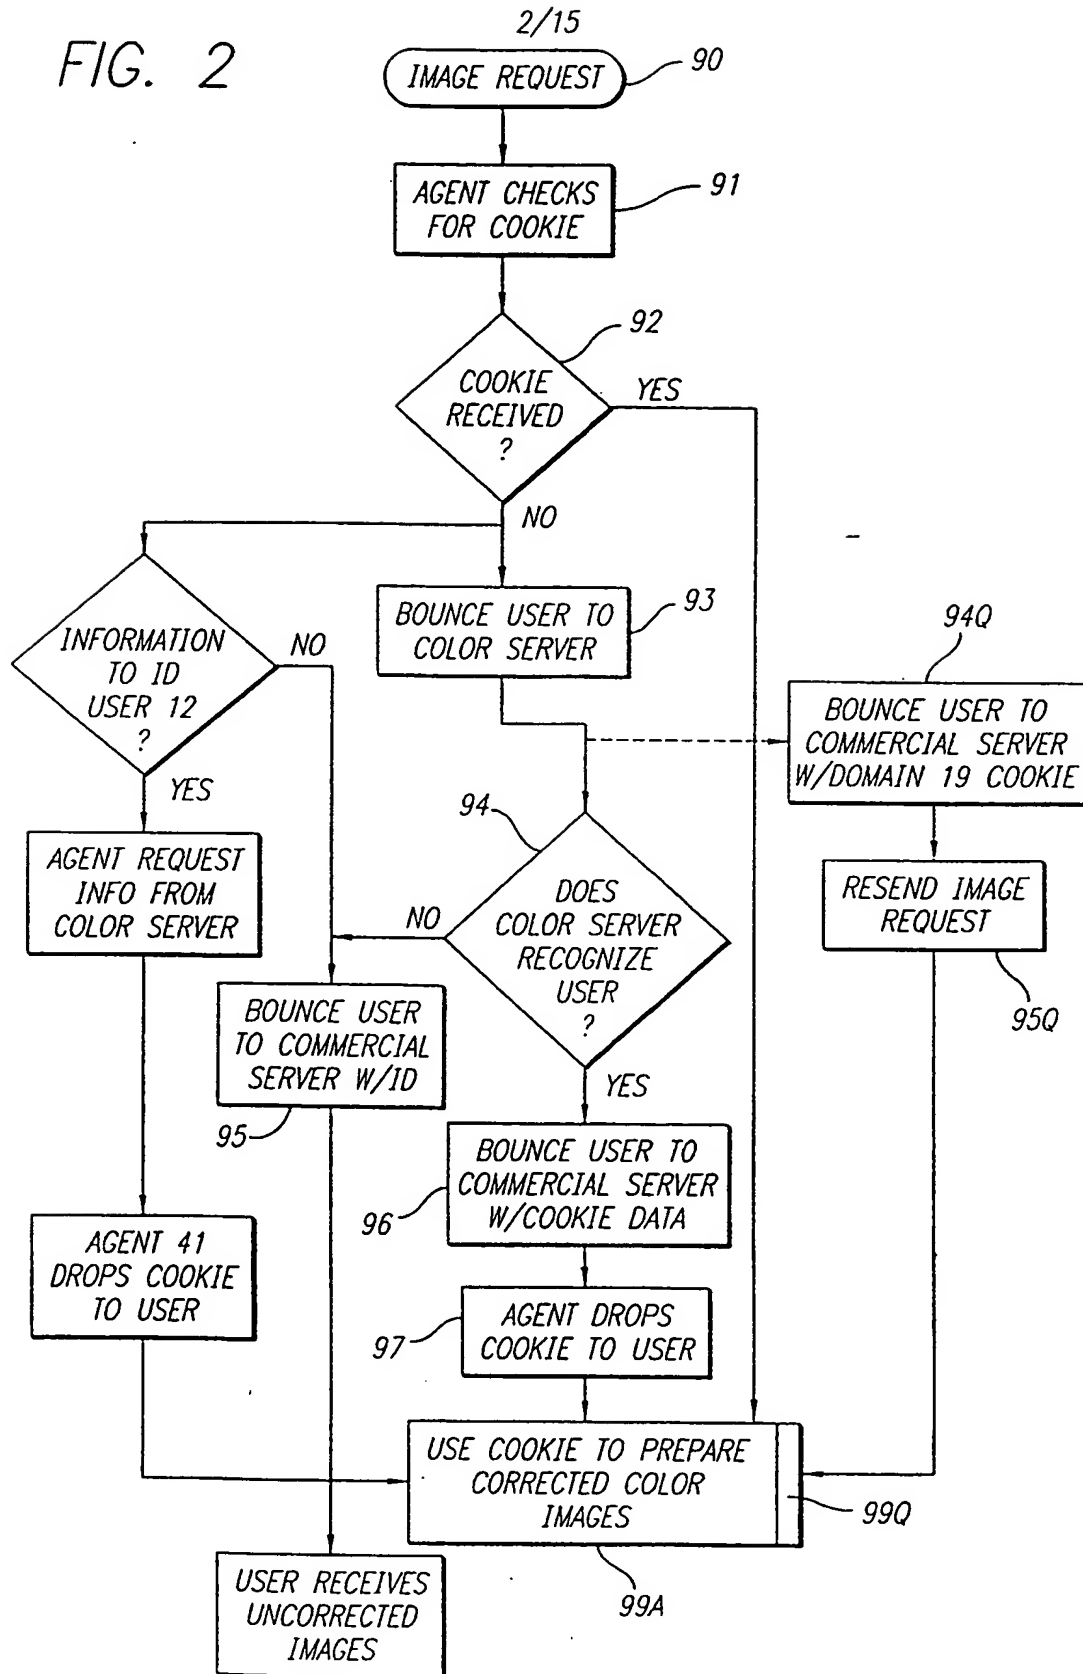 2/15
FIG. 2
IMAGE REQUEST
90
AGENT CHECKS
FOR COOKIE
91
92
COOKIE
RECEIVED
?
YES
NO
INFORMATION
TO ID
USER 12
?
NO
YES
BOUNCE USER TO
COLOR SERVER
93
94Q
BOUNCE USER TO
COMMERCIAL SERVER
W/DOMAIN 19 COOKIE
AGENT REQUEST
INFO FROM
COLOR SERVER
94
DOES
COLOR SERVER
RECOGNIZE
USER
?
NO
YES
RESEND IMAGE
REQUEST
95Q
BOUNCE USER
TO COMMERCIAL
SERVER W/ID
95
BOUNCE USER TO
COMMERCIAL SERVER
W/COOKIE DATA
96
AGENT 41
DROPS COOKIE
TO USER
AGENT DROPS
COOKIE TO USER
97
USE COOKIE TO PREPARE
CORRECTED COLOR
IMAGES
99Q
99A
USER RECEIVES
UNCORRECTED
IMAGES